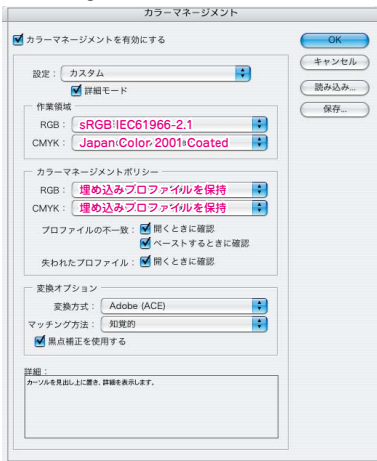 カラーマネージメント
カラーマネージメントを有効にする
OK
キャンセル
読み込み...
保存...
設定： カスタム
詳細モード
作業領域
RGB： sRGB IEC61966-2.1
CMYK： Japan Color 2001 Coated
カラーマネージメントポリシー
RGB： 埋め込みプロファイルを保持
CMYK： 埋め込みプロファイルを保持
プロファイルの不一致： 開くときに確認
ペーストするときに確認
失われたプロファイル： 開くときに確認
変換オプション
変換方式： Adobe (ACE)
マッチング方法： 知覚的
黒点補正を使用する
詳細：
カーソルを見出し上に置き、詳細を表示します。